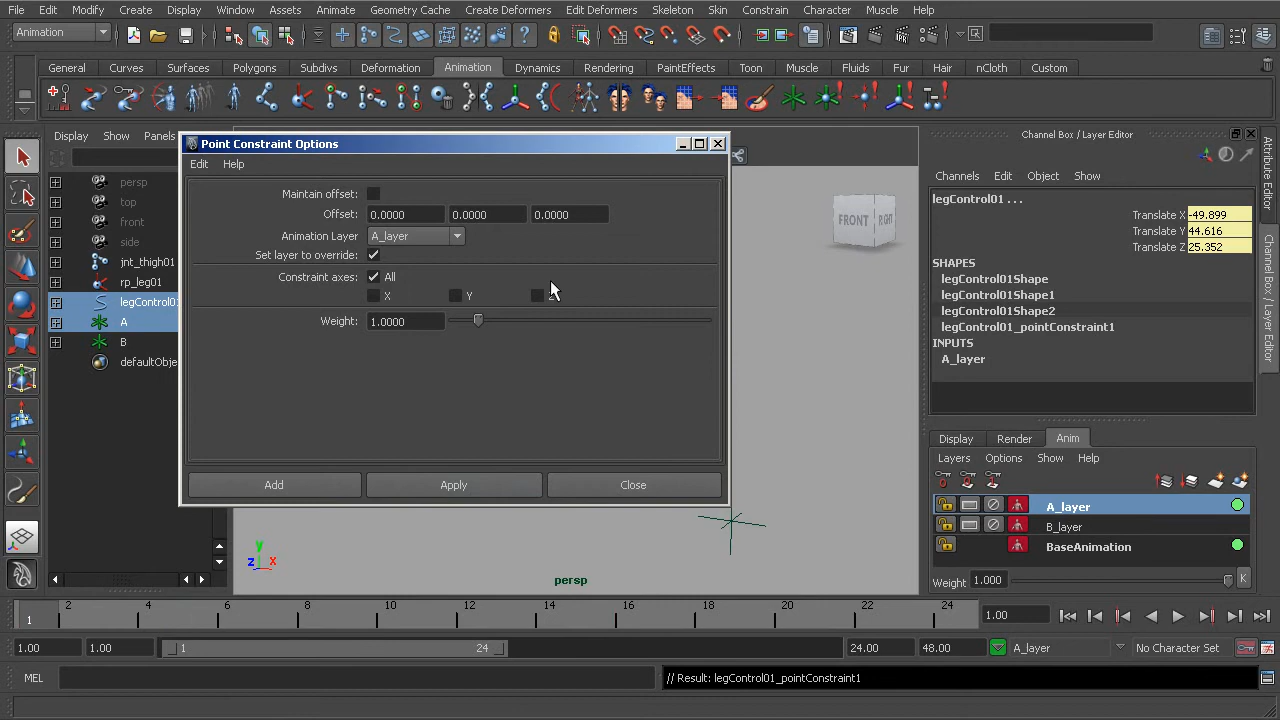 File Edit Modify Create Display Window Assets Animate Geometry Cache Create Deformers Edit Deformers Skeleton Skin Constrain Character Muscle Help
Animation
General Curves Surfaces Polygons Subdivs Deformation Animation Dynamics Rendering PaintEffects Toon Muscle Fluids Fur Hair nCloth Custom
Display Show Panels
persp
top
front
side
jnt_thigh01
rp_leg01
legControl01
A
B
defaultObje
Point Constraint Options
Edit Help
Maintain offset:
Offset: 0.0000 0.0000 0.0000
Animation Layer A_layer
Set layer to override:
Constraint axes: All
X Y Z
Weight: 1.0000
Add Apply Close
FRONT RIGHT
y
z x
persp
Channel Box / Layer Editor
Channels Edit Object Show
legControl01 ...
Translate X -49.899
Translate Y 44.616
Translate Z 25.352
SHAPES
legControl01Shape
legControl01Shape1
legControl01Shape2
legControl01_pointConstraint1
INPUTS
A_layer
Attribute Editor
Channel Box / Layer Editor
Display Render Anim
Layers Options Show Help
A_layer
B_layer
BaseAnimation
Weight 1.000 K
1 2 4 6 8 10 12 14 16 18 20 22 24 1.00
1.00 1.00 1 24 24.00 48.00 A_layer No Character Set
MEL // Result: legControl01_pointConstraint1